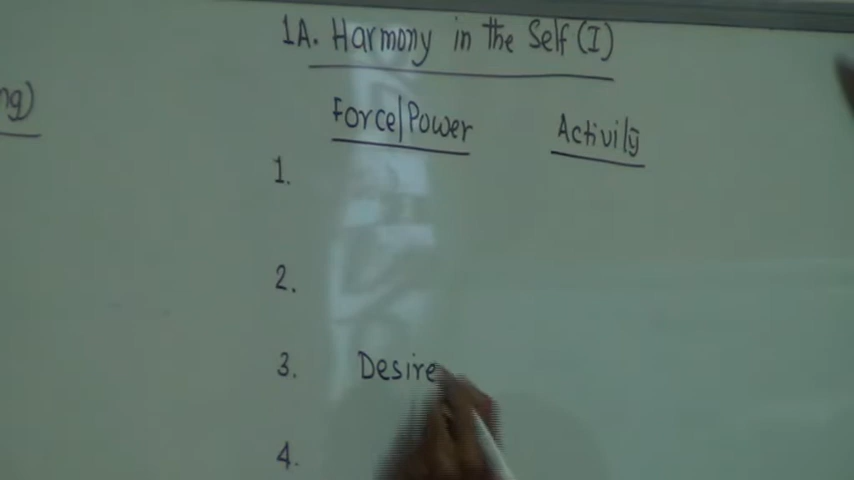 1A. Harmony in the Self (I)
ng)
Force/Power Activity
1.
2.
3. Desire
4.